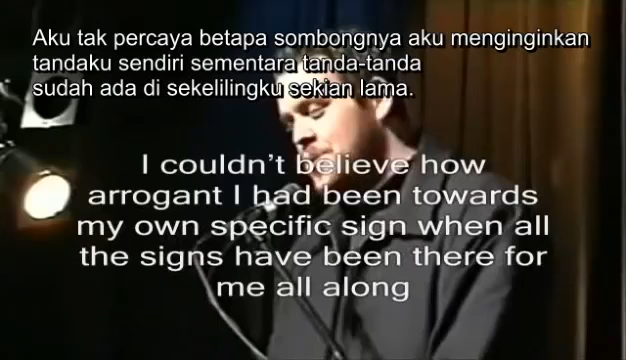 Aku tak percaya betapa sombongnya aku menginginkan
tandaku sendiri sementara tanda-tanda
sudah ada di sekelilingku sekian lama.
I couldn't believe how
arrogant I had been towards
my own specific sign when all
the signs have been there for
me all along